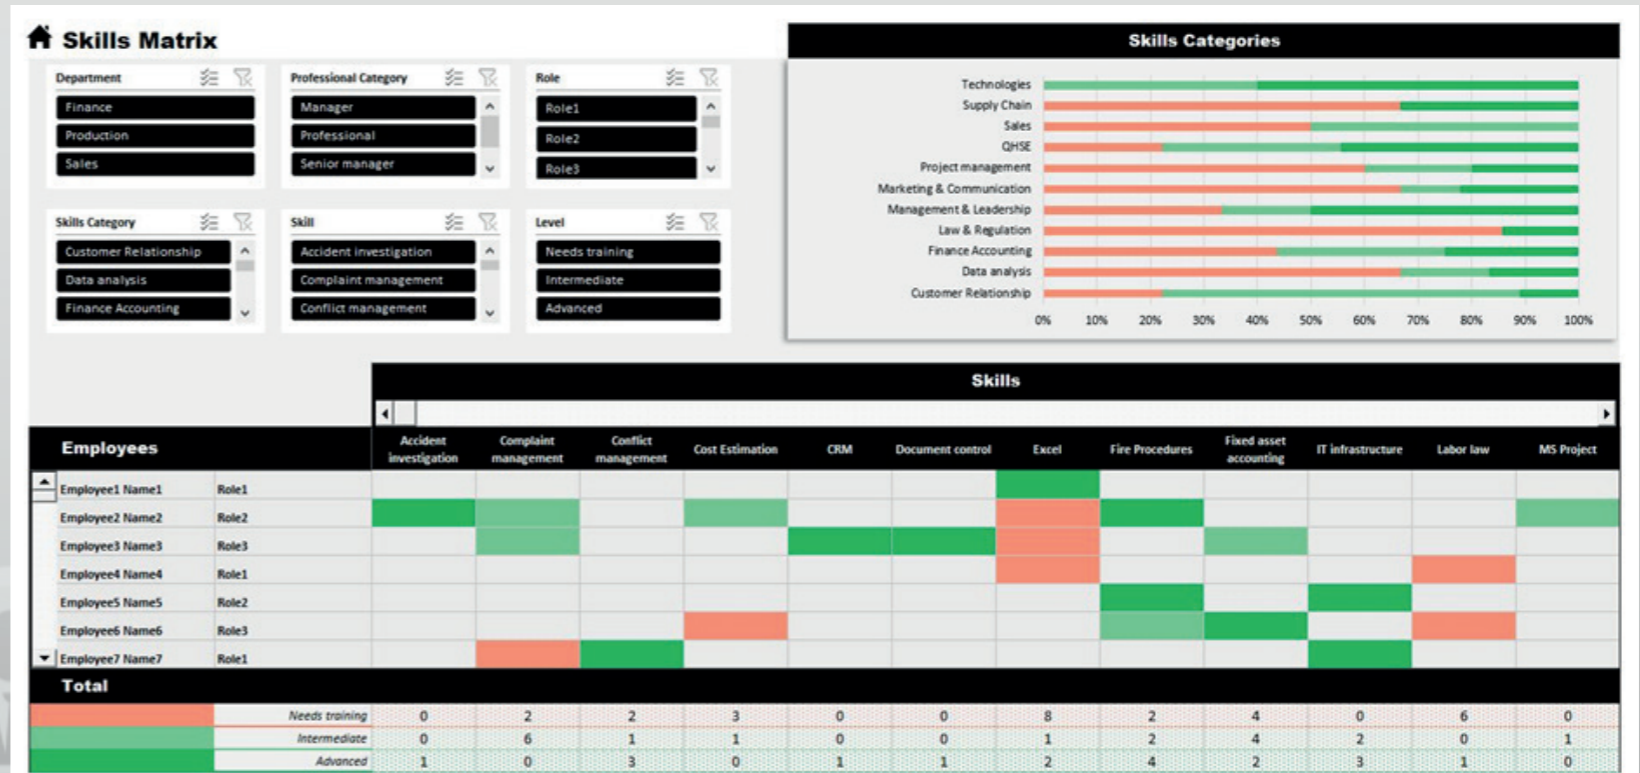 Skills Matrix
Department
Finance
Production
Sales
Professional Category
Manager
Professional
Senior manager
Role
Role1
Role2
Role3
Skills Category
Customer Relationship
Data analysis
Finance Accounting
Skill
Accident investigation
Complaint management
Conflict management
Level
Needs training
Intermediate
Advanced
Skills Categories
Technologies
Supply Chain
Sales
QHSE
Project management
Marketing & Communication
Management & Leadership
Law & Regulation
Finance Accounting
Data analysis
Customer Relationship
0% 10% 20% 30% 40% 50% 60% 70% 80% 90% 100%
Skills
Employees
Accident investigation
Complaint management
Conflict management
Cost Estimation
CRM
Document control
Excel
Fire Procedures
Fixed asset accounting
IT infrastructure
Labor law
MS Project
Employee1 Name1 Role1
Employee2 Name2 Role2
Employee3 Name3 Role3
Employee4 Name4 Role1
Employee5 Name5 Role2
Employee6 Name6 Role3
Employee7 Name7 Role1
Total
Needs training 0 2 2 3 0 0 8 2 4 0 6 0
Intermediate 0 6 1 1 0 0 1 2 4 2 0 1
Advanced 1 0 3 0 1 1 2 4 2 3 1 0